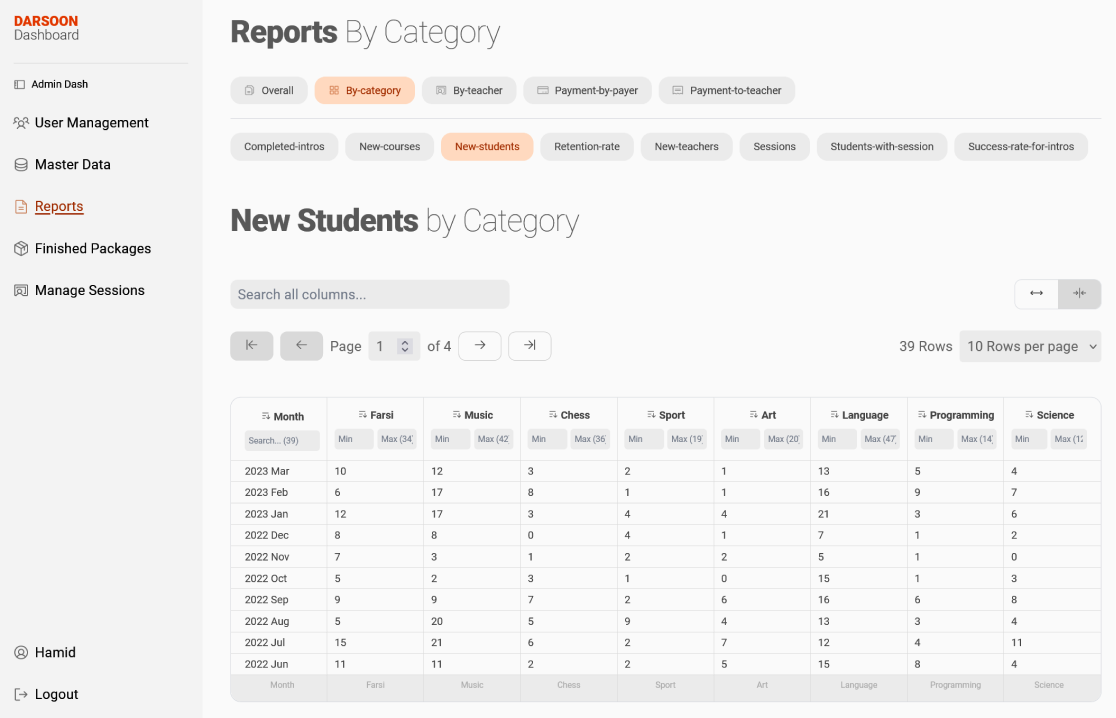 DARSOON
Dashboard
Admin Dash
User Management
Master Data
Reports
Finished Packages
Manage Sessions
Hamid
Logout
Reports By Category
Overall By-category By-teacher Payment-by-payer Payment-to-teacher
Completed-intros New-courses New-students Retention-rate New-teachers Sessions Students-with-session Success-rate-for-intros
New Students by Category
Search all columns...
Page 1 of 4 39 Rows 10 Rows per page
Month Farsi Music Chess Sport Art Language Programming Science
Search... (39) Min Max (34 Min Max (42 Min Max (36 Min Max (19 Min Max (20 Min Max (47 Min Max (14 Min Max (12
2023 Mar 10 12 3 2 1 13 5 4
2023 Feb 6 17 8 1 1 16 9 7
2023 Jan 12 17 3 4 4 21 3 6
2022 Dec 8 8 0 4 1 7 1 2
2022 Nov 7 3 1 2 2 5 1 0
2022 Oct 5 2 3 1 0 15 1 3
2022 Sep 9 9 7 2 6 16 6 8
2022 Aug 5 20 5 9 4 13 3 4
2022 Jul 15 21 6 2 7 12 4 11
2022 Jun 11 11 2 2 5 15 8 4
Month Farsi Music Chess Sport Art Language Programming Science